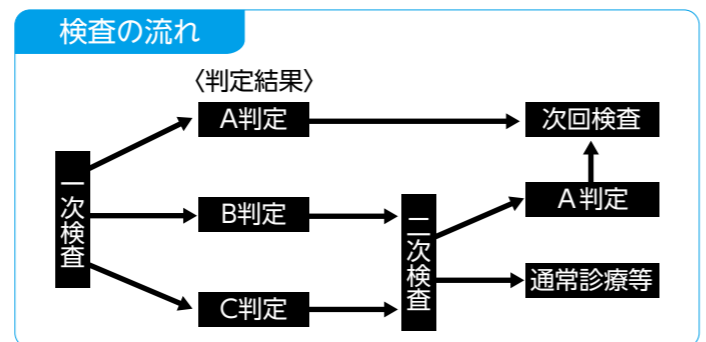 検査の流れ
〈判定結果〉
A判定
次回検査
一次検査
B判定
二次検査
A判定
通常診療等
C判定